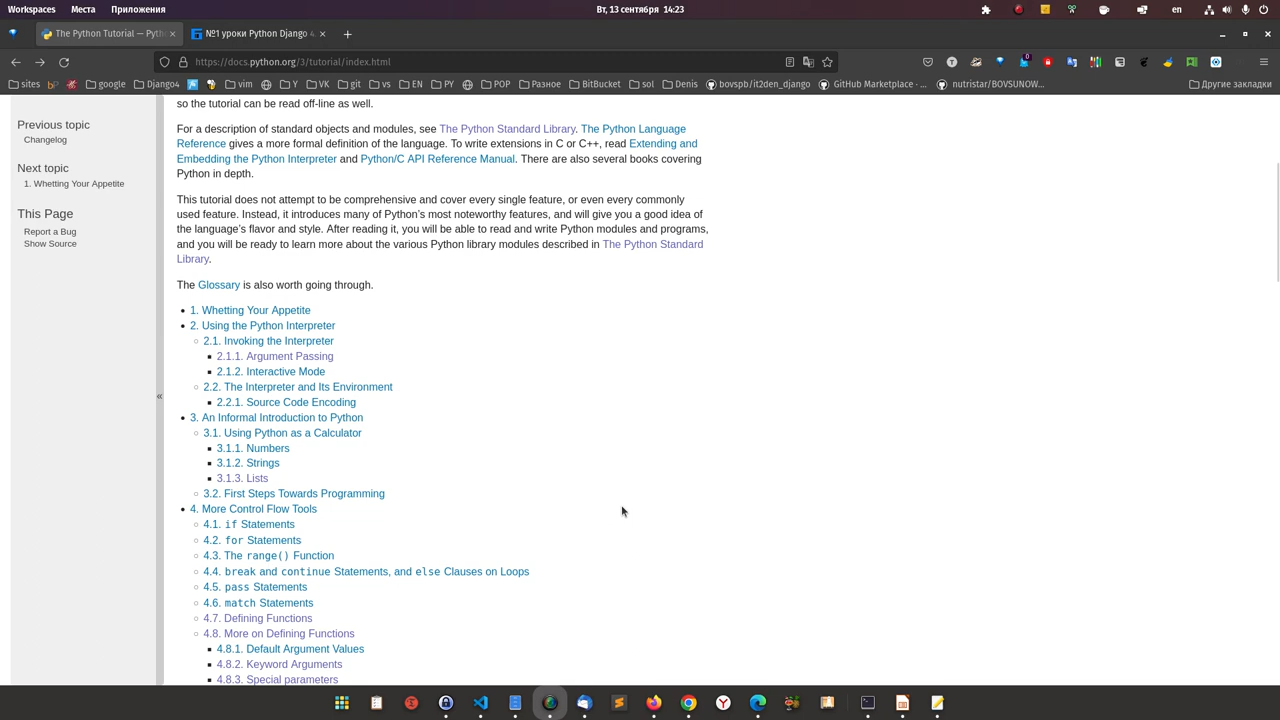 Workspaces Места Приложения Вт, 13 сентября 14:23 en
The Python Tutorial — Pyth №1 уроки Python Django 4.
https://docs.python.org/3/tutorial/index.html
sites google Django4 vim Y VK git vs EN PY POP Разное BitBucket sol Denis bovspb/it2den_django GitHub Marketplace · ... nutristar/BOVSUNOW... Другие закладки
so the tutorial can be read off-line as well.
Previous topic
Changelog
Next topic
1. Whetting Your Appetite
This Page
Report a Bug
Show Source
«
For a description of standard objects and modules, see The Python Standard Library. The Python Language
Reference gives a more formal definition of the language. To write extensions in C or C++, read Extending and
Embedding the Python Interpreter and Python/C API Reference Manual. There are also several books covering
Python in depth.
This tutorial does not attempt to be comprehensive and cover every single feature, or even every commonly
used feature. Instead, it introduces many of Python's most noteworthy features, and will give you a good idea of
the language's flavor and style. After reading it, you will be able to read and write Python modules and programs,
and you will be ready to learn more about the various Python library modules described in The Python Standard
Library.
The Glossary is also worth going through.
1. Whetting Your Appetite
2. Using the Python Interpreter
2.1. Invoking the Interpreter
2.1.1. Argument Passing
2.1.2. Interactive Mode
2.2. The Interpreter and Its Environment
2.2.1. Source Code Encoding
3. An Informal Introduction to Python
3.1. Using Python as a Calculator
3.1.1. Numbers
3.1.2. Strings
3.1.3. Lists
3.2. First Steps Towards Programming
4. More Control Flow Tools
4.1. if Statements
4.2. for Statements
4.3. The range() Function
4.4. break and continue Statements, and else Clauses on Loops
4.5. pass Statements
4.6. match Statements
4.7. Defining Functions
4.8. More on Defining Functions
4.8.1. Default Argument Values
4.8.2. Keyword Arguments
4.8.3. Special parameters